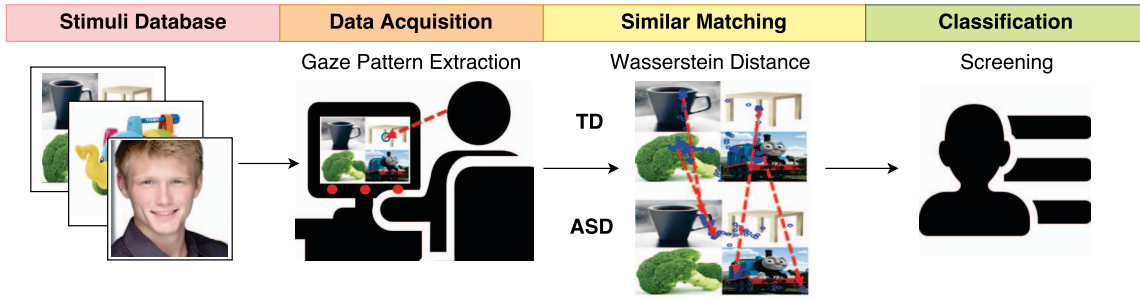 Stimuli Database
Data Acquisition
Similar Matching
Classification
Gaze Pattern Extraction
Wasserstein Distance
Screening
TD
ASD